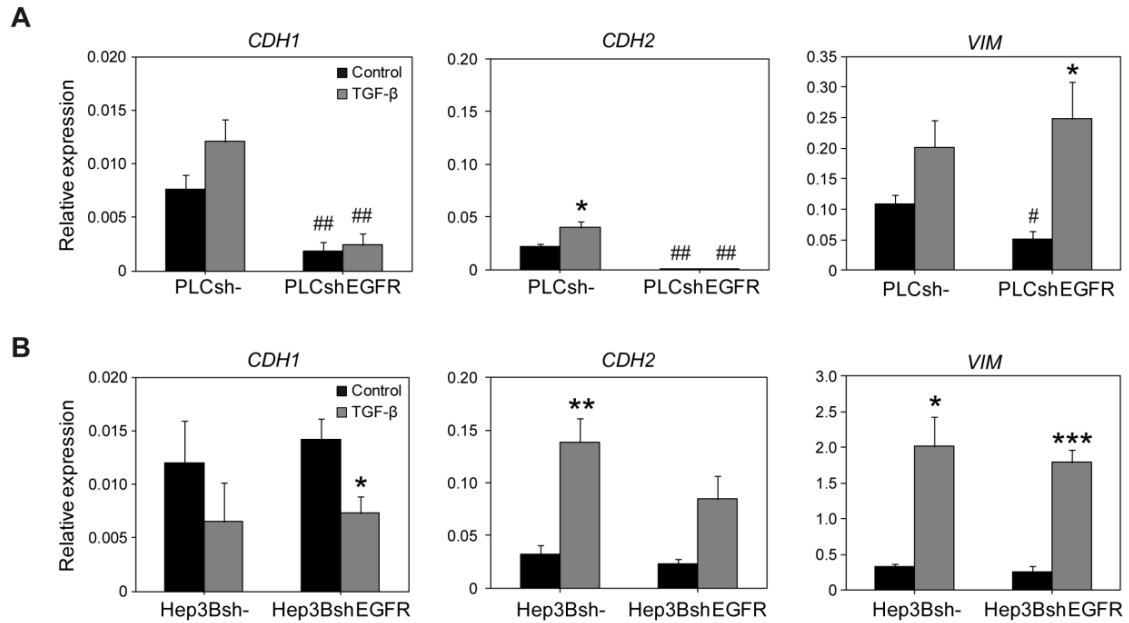 A
CDH1
CDH2
VIM
Relative expression
0.020
0.015
0.010
0.005
0
Control
TGF-β
##
##
PLCsh-
PLCshEGFR
0.20
0.15
0.10
0.05
0
*
##
##
PLCsh-
PLCshEGFR
0.35
0.30
0.25
0.20
0.15
0.10
0.05
0
*
#
PLCsh-
PLCshEGFR
B
CDH1
CDH2
VIM
Relative expression
0.020
0.015
0.010
0.005
0
Control
TGF-β
*
Hep3Bsh-
Hep3BshEGFR
0.20
0.15
0.10
0.05
0
**
Hep3Bsh-
Hep3BshEGFR
3.0
2.5
2.0
1.5
1.0
0.5
0
*
***
Hep3Bsh-
Hep3BshEGFR